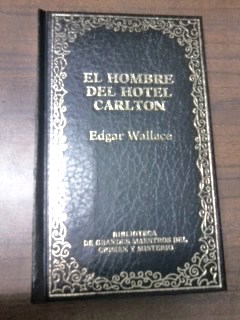 EL HOMBRE
DEL HOTEL
CARLTON
Edgar Wallace
BIBLIOTECA
DE GRANDES MAESTROS DEL
CRIMEN Y MISTERIO